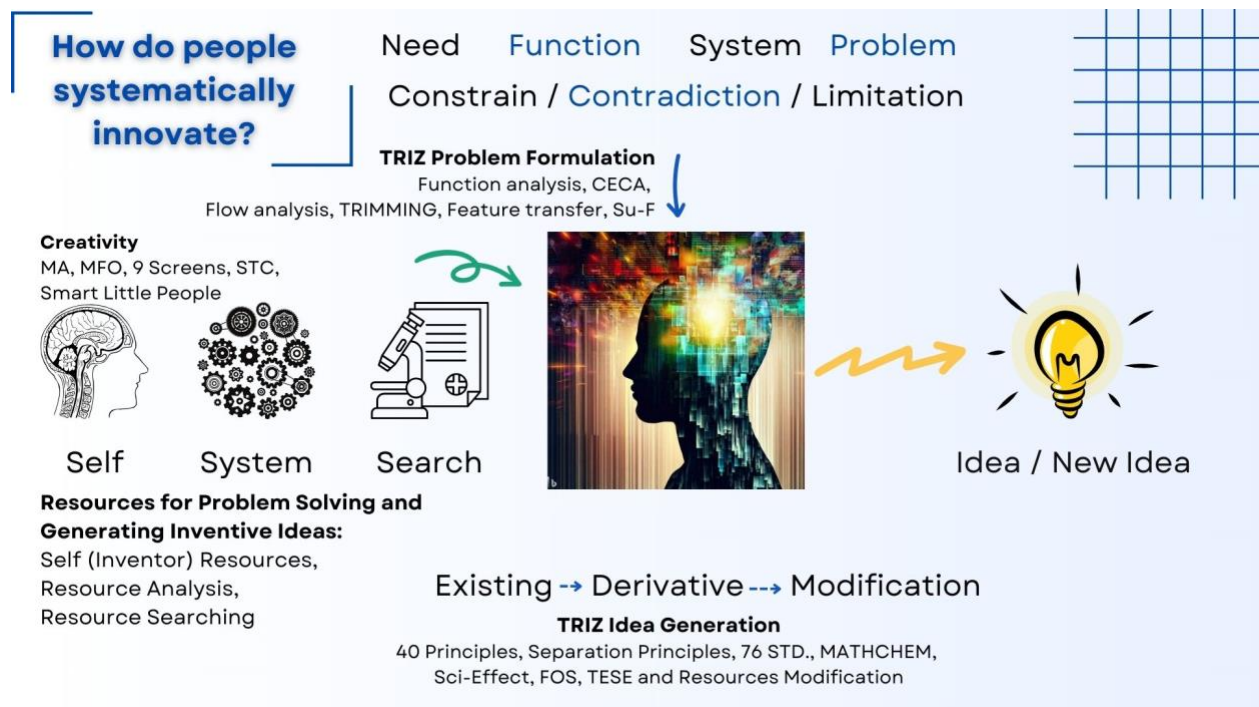 How do people
systematically
innovate?
Need Function System Problem
Constrain / Contradiction / Limitation
TRIZ Problem Formulation
Function analysis, CECA,
Flow analysis, TRIMMING, Feature transfer, Su-F
Creativity
MA, MFO, 9 Screens, STC,
Smart Little People
Self System Search
Idea / New Idea
Resources for Problem Solving and
Generating Inventive Ideas:
Self (Inventor) Resources,
Resource Analysis,
Resource Searching
Existing Derivative Modification
TRIZ Idea Generation
40 Principles, Separation Principles, 76 STD., MATHCHEM,
Sci-Effect, FOS, TESE and Resources Modification